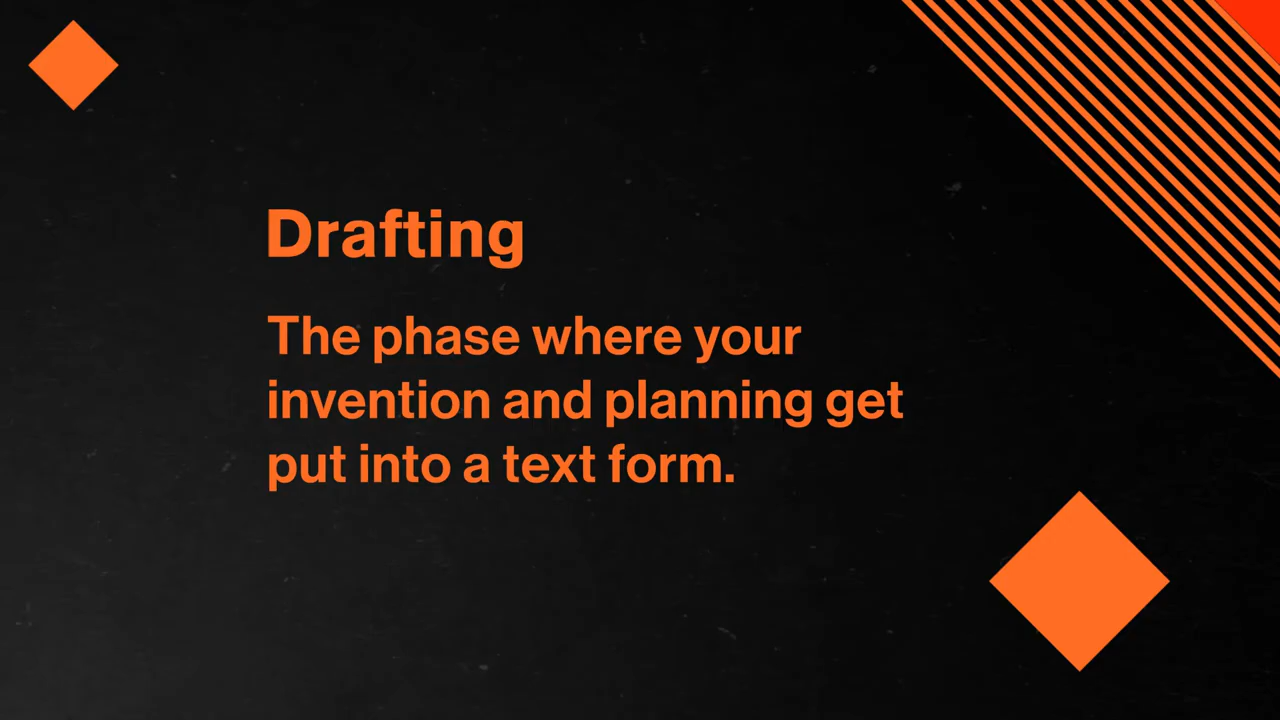 Drafting
The phase where your
invention and planning get
put into a text form.